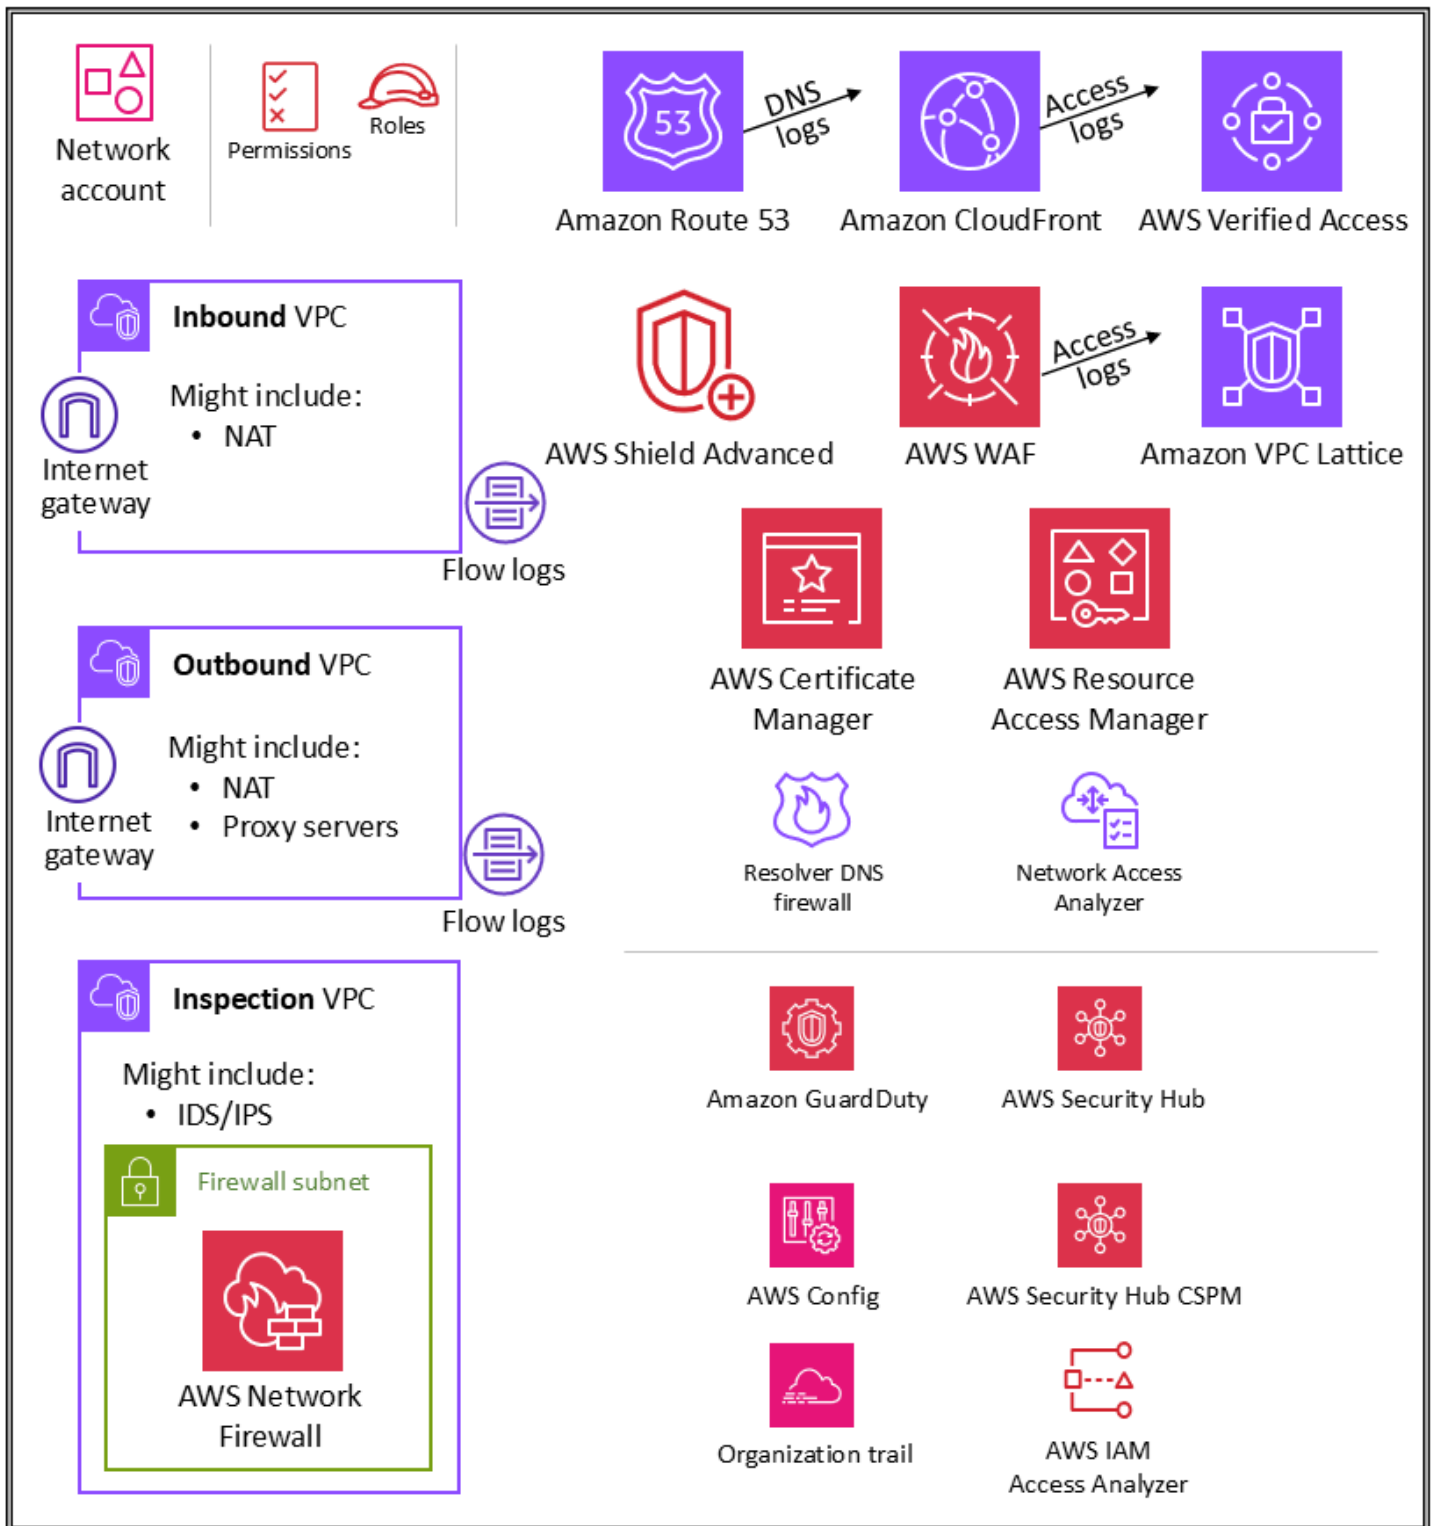 Network
account
Permissions
Roles
53
DNS
logs
Access
logs
Amazon Route 53
Amazon CloudFront
AWS Verified Access
Inbound VPC
Might include:
• NAT
Internet
gateway
Flow logs
AWS Shield Advanced
AWS WAF
Access
logs
Amazon VPC Lattice
AWS Certificate
Manager
AWS Resource
Access Manager
Outbound VPC
Might include:
• NAT
• Proxy servers
Internet
gateway
Flow logs
Resolver DNS
firewall
Network Access
Analyzer
Inspection VPC
Might include:
• IDS/IPS
Firewall subnet
AWS Network
Firewall
Amazon GuardDuty
AWS Security Hub
AWS Config
AWS Security Hub CSPM
Organization trail
AWS IAM
Access Analyzer